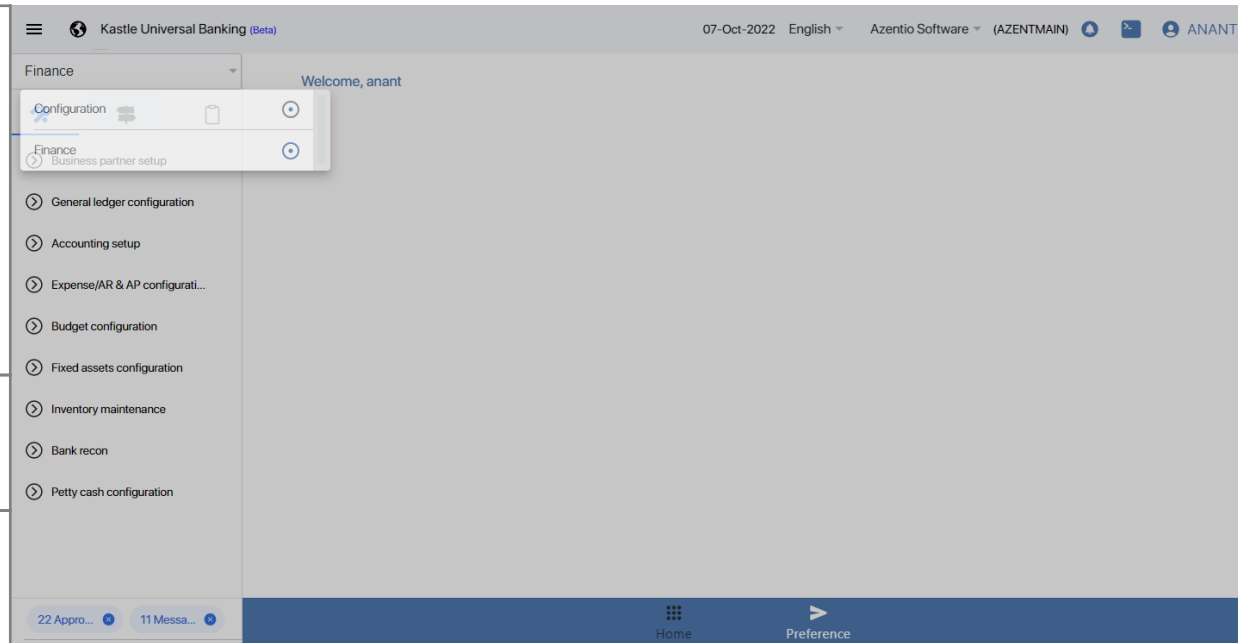 Kastle Universal Banking (Beta)
07-Oct-2022 English Azentio Software (AZENTMAIN) ANANT
Finance
Welcome, anant
Configuration
Finance
Business partner setup
General ledger configuration
Accounting setup
Expense/AR & AP configurati...
Budget configuration
Fixed assets configuration
Inventory maintenance
Bank recon
Petty cash configuration
22 Appro... 11 Messa...
Home Preference